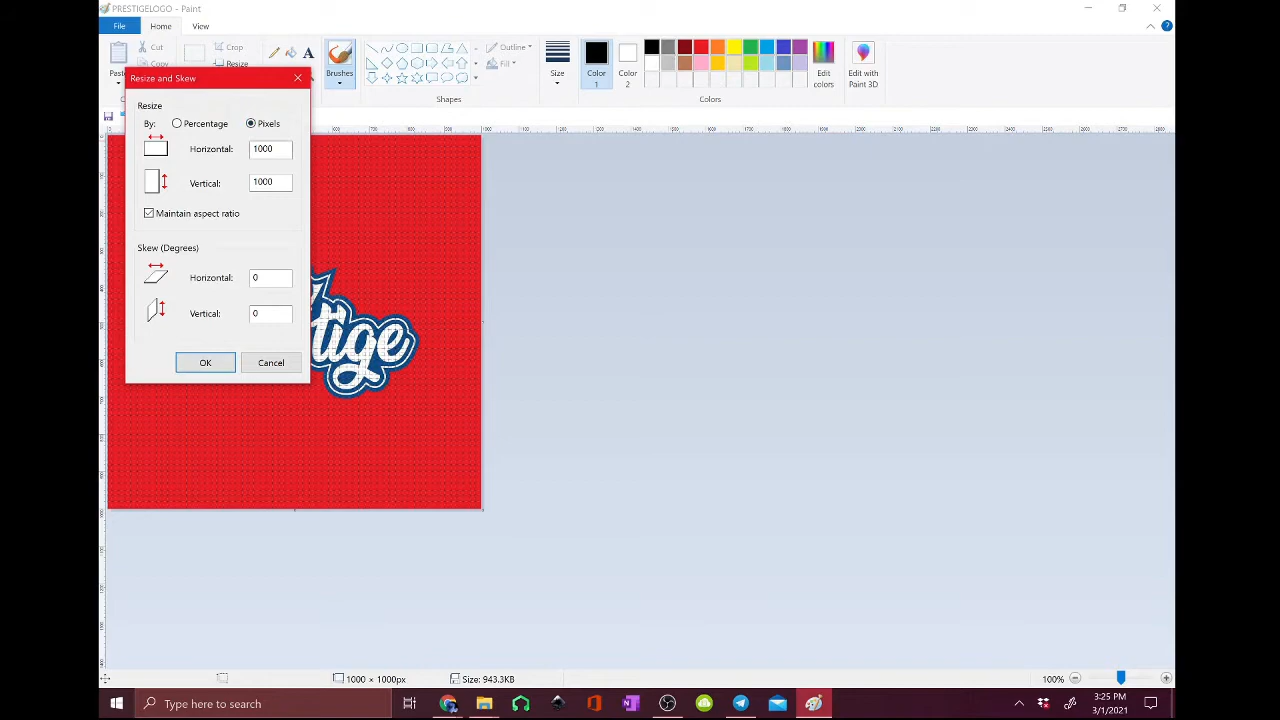 PRESTIGELOGO - Paint
File
Home
View
Paste
Cut
Copy
Crop
Resize
Brushes
Outline
Fill
Shapes
Size
Color
1
Color
2
Edit
colors
Edit with
Paint 3D
Colors
Resize and Skew
Resize
By:
Percentage
Pixels
Horizontal:
1000
Vertical:
1000
Maintain aspect ratio
Skew (Degrees)
Horizontal:
0
Vertical:
0
OK
Cancel
tige
1000 × 1000px
Size: 943.3KB
100%
Type here to search
3:25 PM
3/1/2021